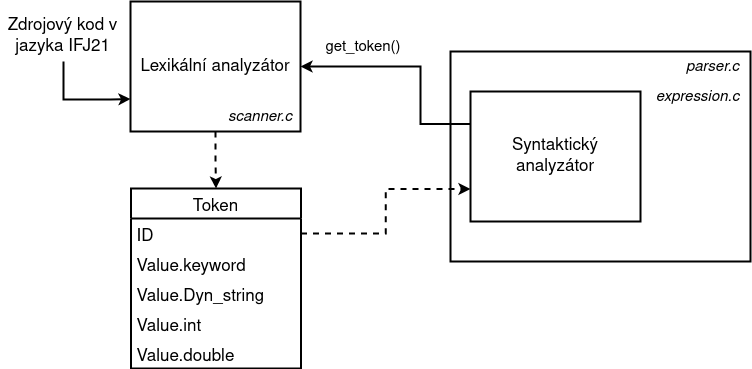 Zdrojový kod v
jazyka IFJ21
Lexikální analyzátor
scanner.c
get_token()
parser.c
expression.c
Syntaktický
analyzátor
Token
ID
Value.keyword
Value.Dyn_string
Value.int
Value.double